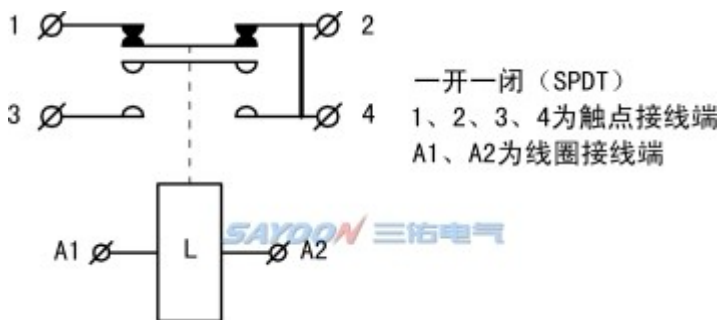 1
2
一开一闭（SPDT）
3
4
1、2、3、4为触点接线端
A1、A2为线圈接线端
A1
L
A2
SAYOON 三佑电气